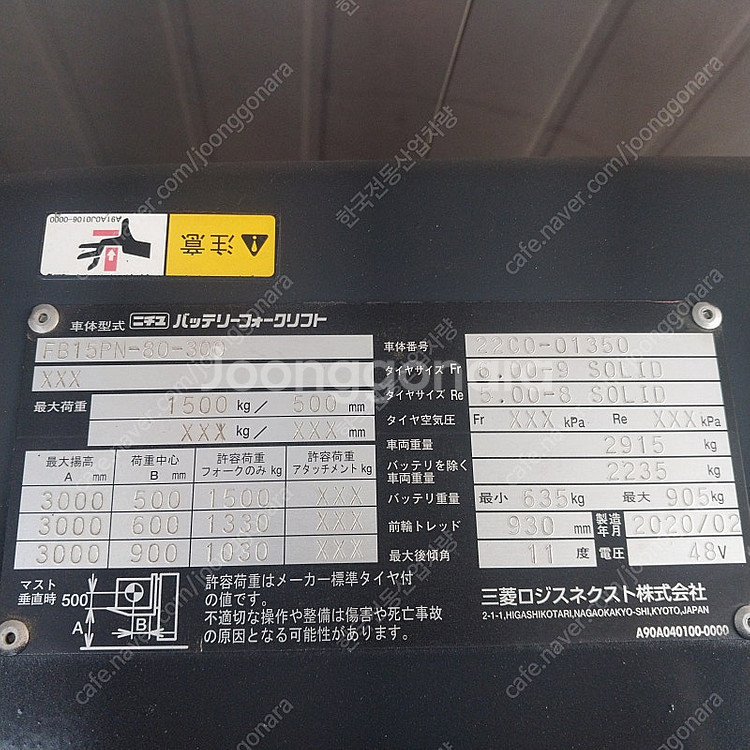 A91A0J0106-0000
注意
車体型式 ニチユ バッテリーフォークリフト
FB15PN-80-300
XXX
最大荷重 1500 kg/ 500 mm
XXX kg/ XXX mm
最大揚高 A mm 荷重中心 B mm 許容荷重 フォークのみ kg 許容荷重 アタッチメント kg
3000 500 1500 XXX
3000 600 1330 XXX
3000 900 1030 XXX
マスト垂直時 500 A B
許容荷重はメーカー標準タイヤ付
の値です。
不適切な操作や整備は傷害や死亡事故
の原因となる可能性があります。
車体番号 22C0-01350
タイヤサイズ Fr 6.00-9 SOLID
タイヤサイズ Re 5.00-8 SOLID
タイヤ空気圧 Fr XXX kPa Re XXX kPa
車両重量 2915 kg
バッテリを除く車両重量 2235 kg
バッテリ重量 最小 635 kg 最大 905 kg
前輪トレッド 930 mm 製造年月 2020/02
最大後傾角 11 度 電圧 48 V
三菱ロジスネクスト株式会社
2-1-1,HIGASHIKOTARI,NAGAOKAKYO-SHI,KYOTO,JAPAN
A90A040100-0000
Joonggonara
cafe.naver.com/joonggonara
한국전동산업차량